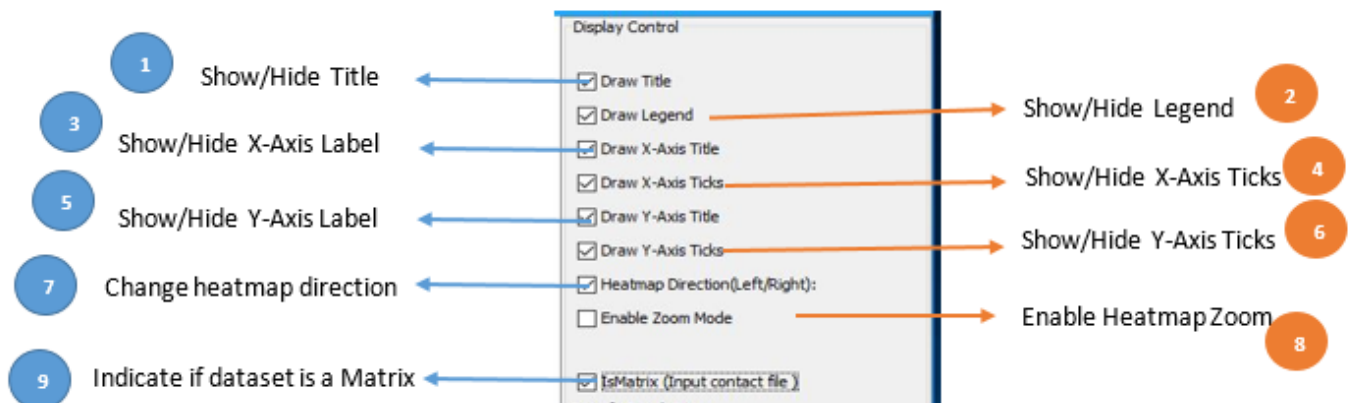 Display Control
1
Show/Hide Title
Draw Title
Draw Legend
Show/Hide Legend
2
3
Show/Hide X-Axis Label
Draw X-Axis Title
Draw X-Axis Ticks
Show/Hide X-Axis Ticks
4
5
Show/Hide Y-Axis Label
Draw Y-Axis Title
Draw Y-Axis Ticks
Show/Hide Y-Axis Ticks
6
7
Change heatmap direction
Heatmap Direction(Left/Right):
Enable Zoom Mode
Enable Heatmap Zoom
8
9
Indicate if dataset is a Matrix
IsMatrix (Input contact file )